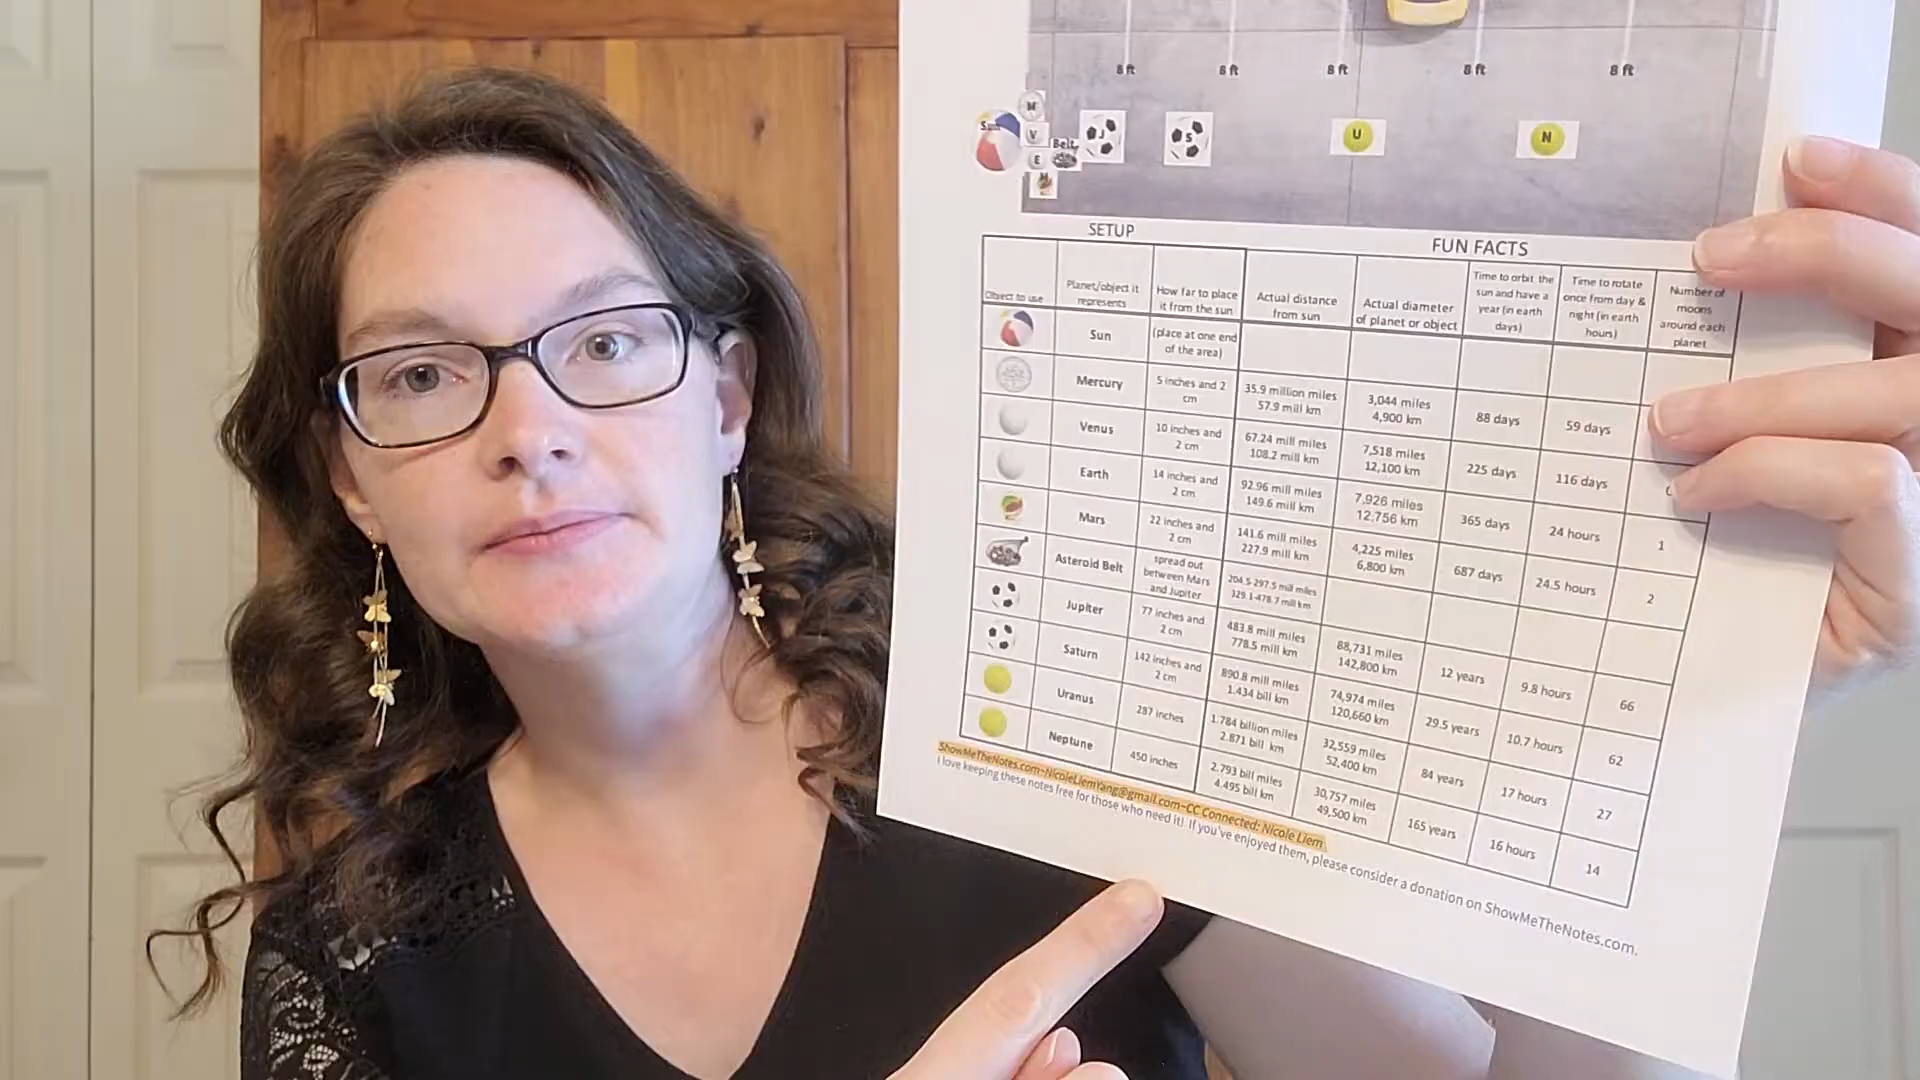 8 ft 8 ft 8 ft 8 ft 8 ft
Sun M V E M Belt J S U N
SETUP
FUN FACTS
Object to use
Planet/object it represents
How far to place it from the sun
Actual distance from sun
Actual diameter of planet or object
Time to orbit the sun and have a year (in earth days)
Time to rotate once from day & night (in earth hours)
Number of moons around each planet
Sun (place at one end of the area)
Mercury 5 inches and 2 cm 35.9 million miles 57.9 mill km 3,044 miles 4,900 km 88 days 59 days
Venus 10 inches and 2 cm 67.24 mill miles 108.2 mill km 7,518 miles 12,100 km 225 days 116 days
Earth 14 inches and 2 cm 92.96 mill miles 149.6 mill km 7,926 miles 12,756 km 365 days 24 hours 1
Mars 22 inches and 2 cm 141.6 mill miles 227.9 mill km 4,225 miles 6,800 km 687 days 24.5 hours 2
Asteroid Belt spread out between Mars and Jupiter 204.5-297.5 mill miles 329.1-478.7 mill km
Jupiter 77 inches and 2 cm 483.8 mill miles 778.5 mill km 88,731 miles 142,800 km 12 years 9.8 hours 66
Saturn 142 inches and 2 cm 890.8 mill miles 1.434 bill km 74,974 miles 120,660 km 29.5 years 10.7 hours 62
Uranus 287 inches 1.784 billion miles 2.871 bill km 32,559 miles 52,400 km 84 years 17 hours 27
Neptune 450 inches 2.793 bill miles 4.495 bill km 30,757 miles 49,500 km 165 years 16 hours 14
ShowMeTheNotes.com~NicoleLiemYang@gmail.com~CC Connected: Nicole Liem
I love keeping these notes free for those who need it! If you've enjoyed them, please consider a donation on ShowMeTheNotes.com.